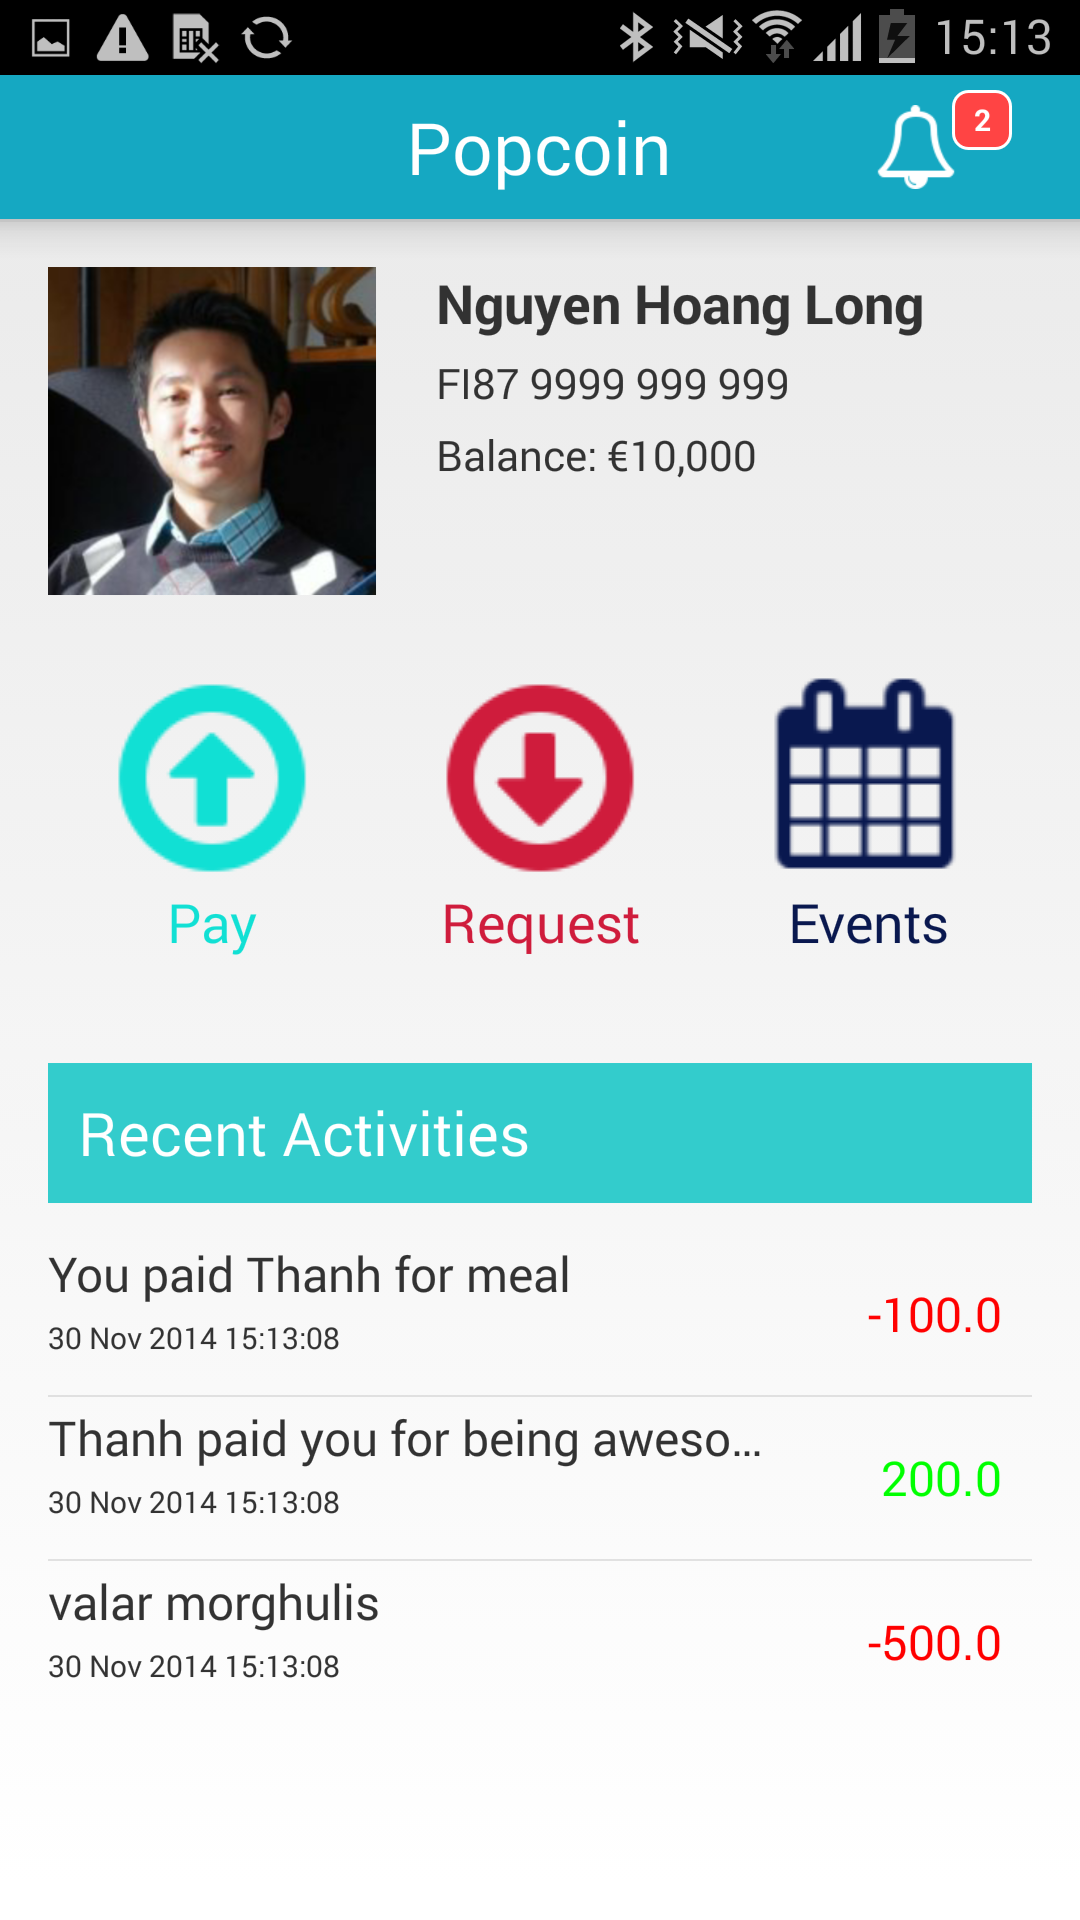 15:13
Popcoin
2
Nguyen Hoang Long
FI87 9999 999 999
Balance: €10,000
Pay
Request
Events
Recent Activities
You paid Thanh for meal
30 Nov 2014 15:13:08
-100.0
Thanh paid you for being aweso...
30 Nov 2014 15:13:08
200.0
valar morghulis
30 Nov 2014 15:13:08
-500.0